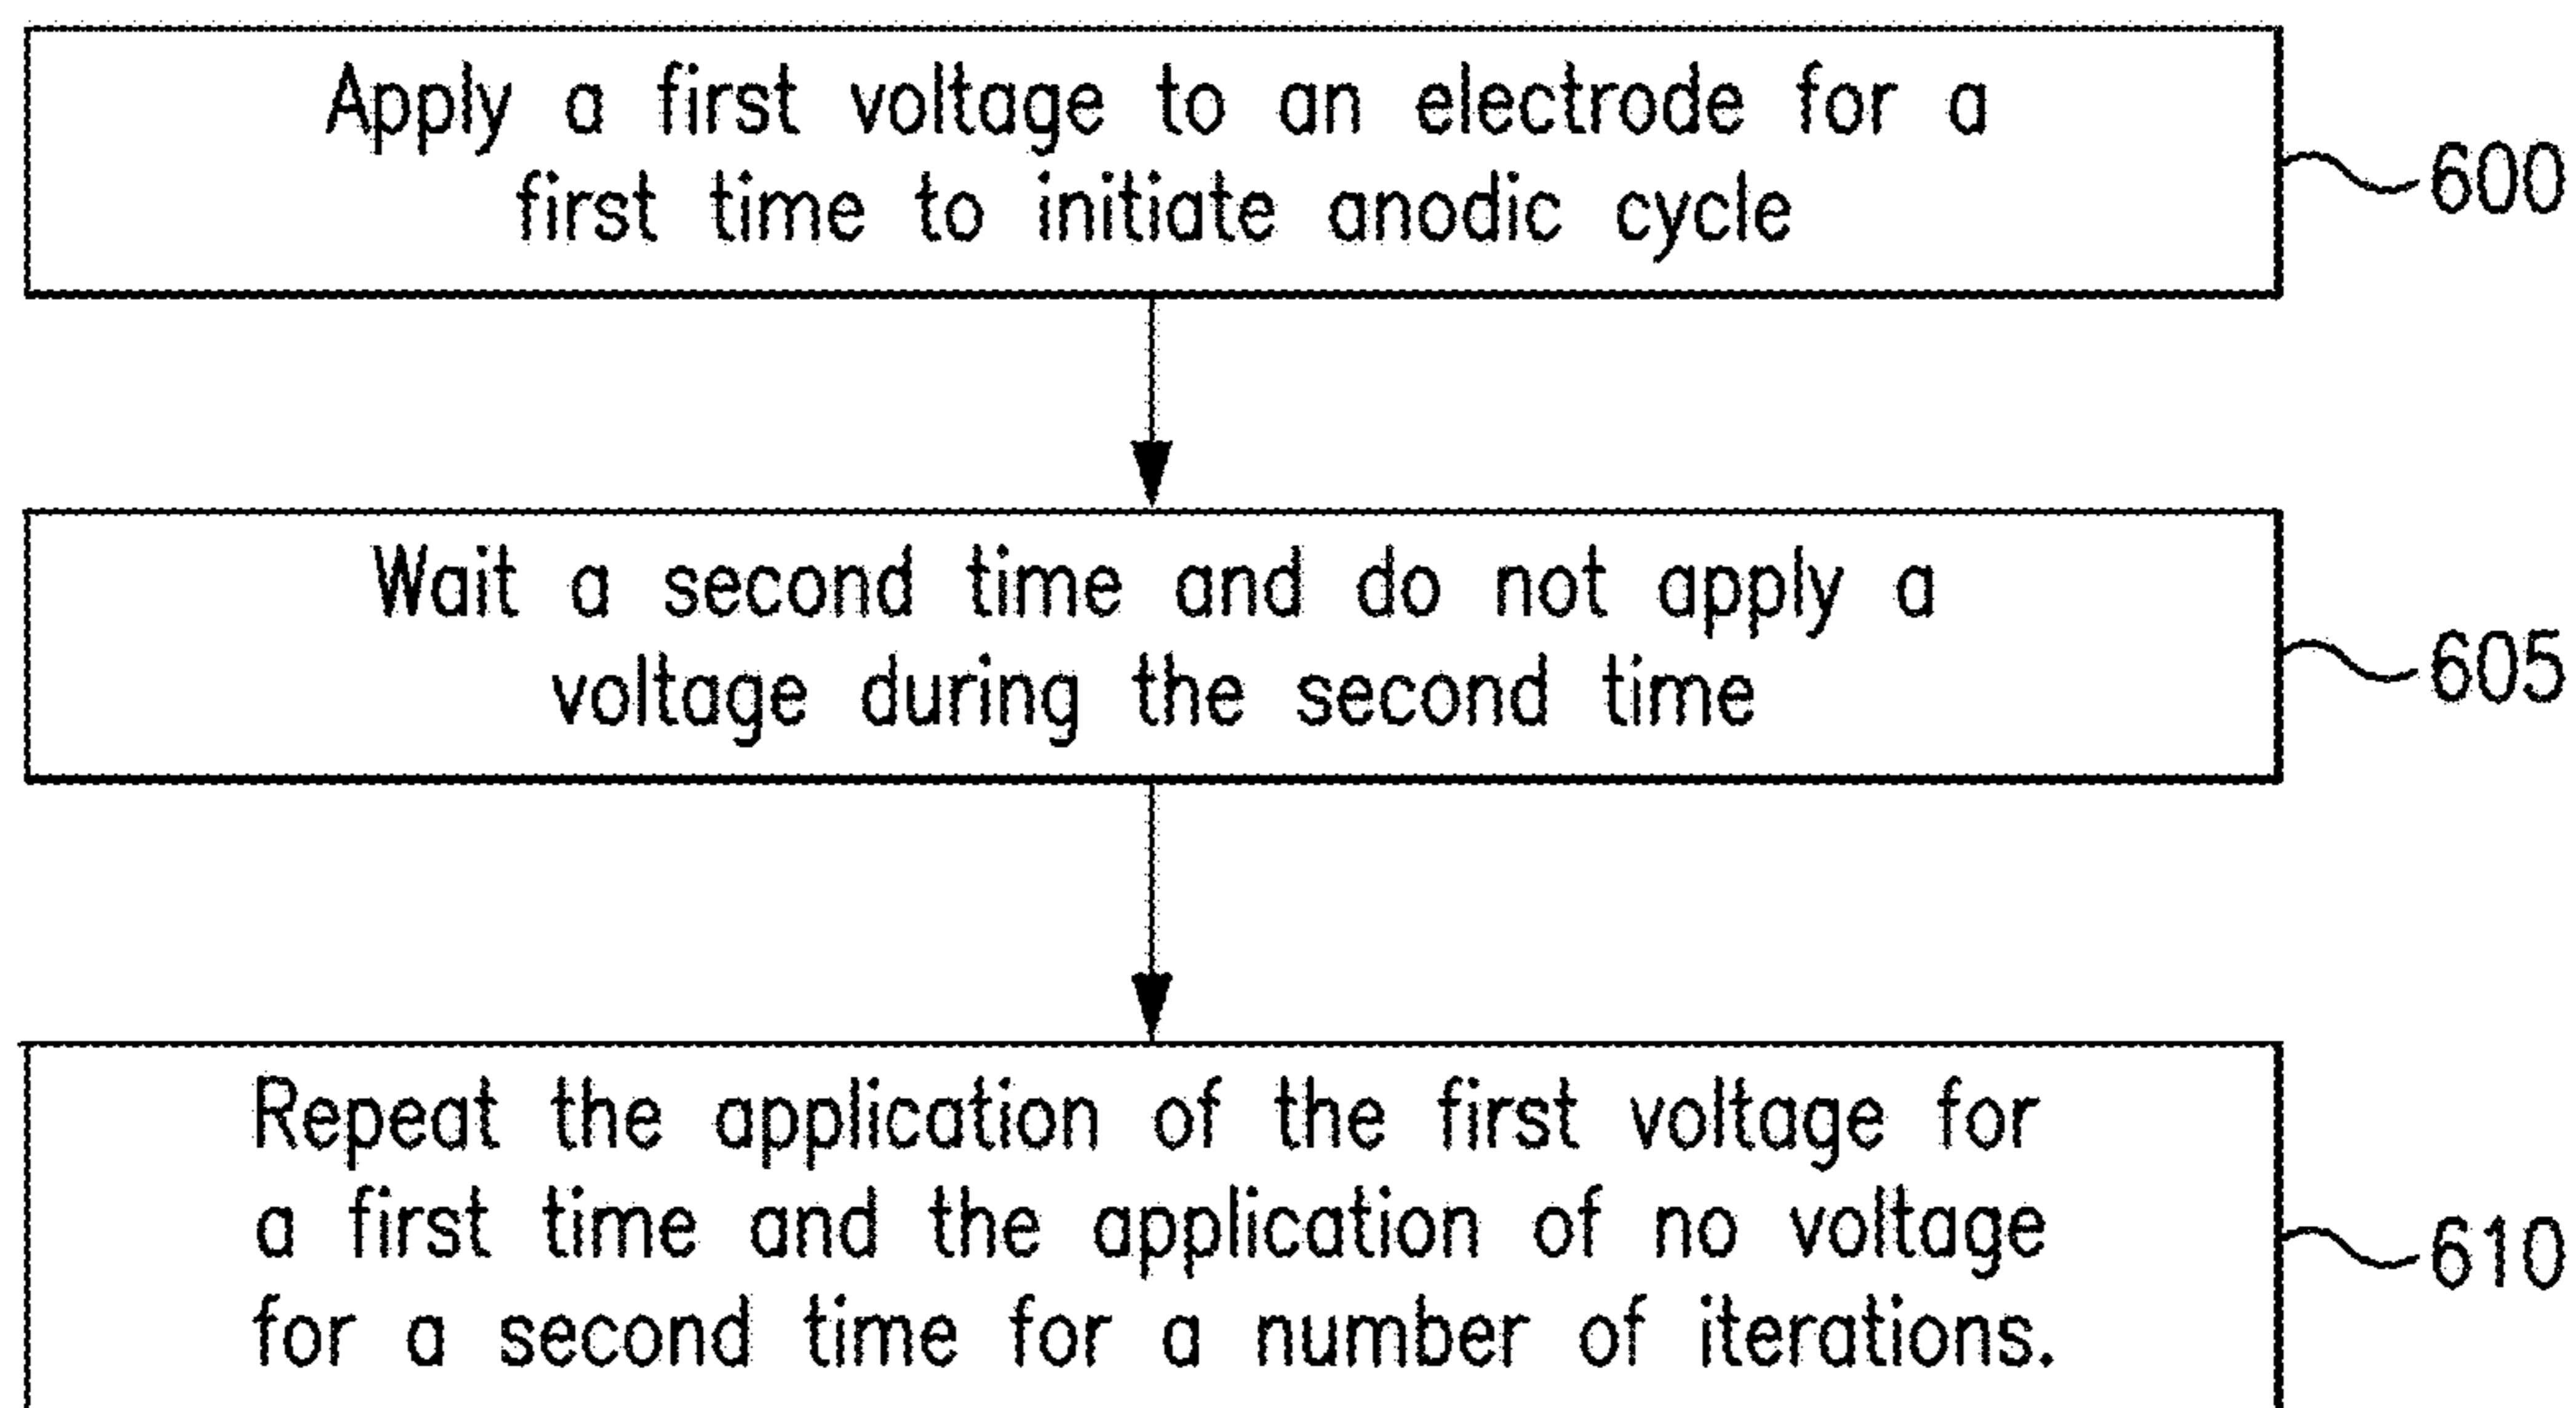 Apply a first voltage to an electrode for a
first time to initiate anodic cycle
600
Wait a second time and do not apply a
voltage during the second time
605
Repeat the application of the first voltage for
a first time and the application of no voltage
for a second time for a number of iterations.
610